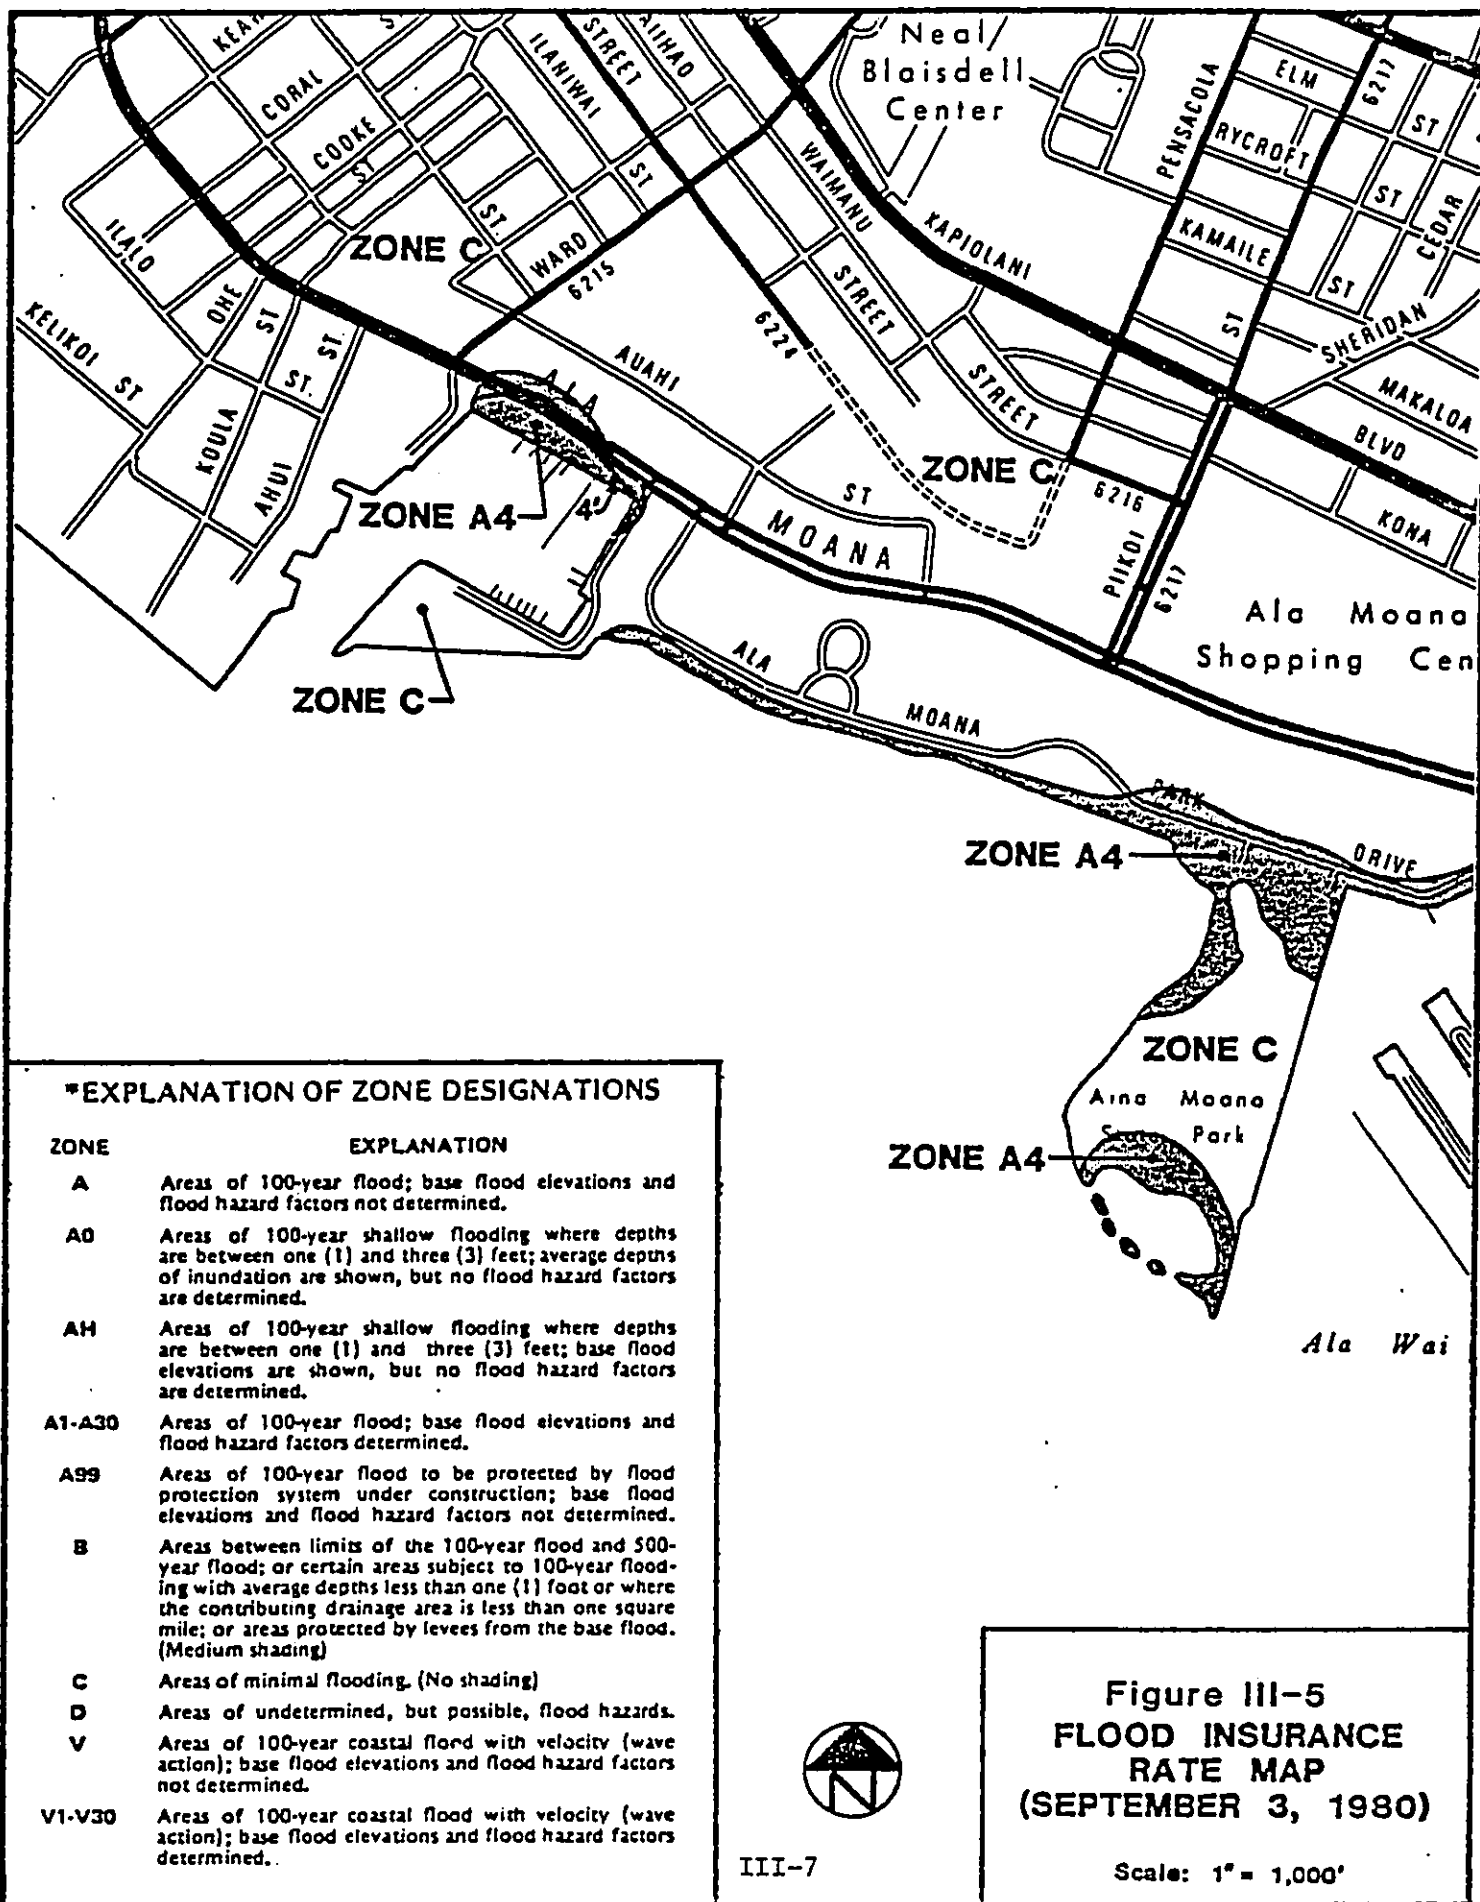 Neal
Blaisdell
Center
CORAL
COOKE
ST
ILANIWAI
STREET
ST
WAIMANU
STREET
KAPIOLANI
PENSACOLA
ELM
ST
RYCROFT
ST
KAMAILE
ST
CEDAR
6217
ST
SHERIDAN
MAKALOA
BLVD
KONA
ILALO
OHE
ST
ST.
ST.
KELIKOI ST
KOULA
AHUI
ZONE C
ST.
WARD
6215
AUAHI
6224
STREET
ALA
ZONE C
6216
ST
MOANA
PIIKOI
6217
ZONE A4
4'
Ala Moana
Shopping Cen
ZONE C
ALA
MOANA
PARK
DRIVE
ZONE A4
ZONE C
Aina Moana
State Park
ZONE A4
Ala Wai
*EXPLANATION OF ZONE DESIGNATIONS
ZONE EXPLANATION
A Areas of 100-year flood; base flood elevations and
flood hazard factors not determined.
A0 Areas of 100-year shallow flooding where depths
are between one (1) and three (3) feet; average depths
of inundation are shown, but no flood hazard factors
are determined.
AH Areas of 100-year shallow flooding where depths
are between one (1) and three (3) feet; base flood
elevations are shown, but no flood hazard factors
are determined.
A1-A30 Areas of 100-year flood; base flood elevations and
flood hazard factors determined.
A99 Areas of 100-year flood to be protected by flood
protection system under construction; base flood
elevations and flood hazard factors not determined.
B Areas between limits of the 100-year flood and 500-
year flood; or certain areas subject to 100-year flood-
ing with average depths less than one (1) foot or where
the contributing drainage area is less than one square
mile; or areas protected by levees from the base flood.
(Medium shading)
C Areas of minimal flooding. (No shading)
D Areas of undetermined, but possible, flood hazards.
V Areas of 100-year coastal flood with velocity (wave
action); base flood elevations and flood hazard factors
not determined.
V1-V30 Areas of 100-year coastal flood with velocity (wave
action); base flood elevations and flood hazard factors
determined.
N
III-7
Figure III-5
FLOOD INSURANCE
RATE MAP
(SEPTEMBER 3, 1980)
Scale: 1" = 1,000'